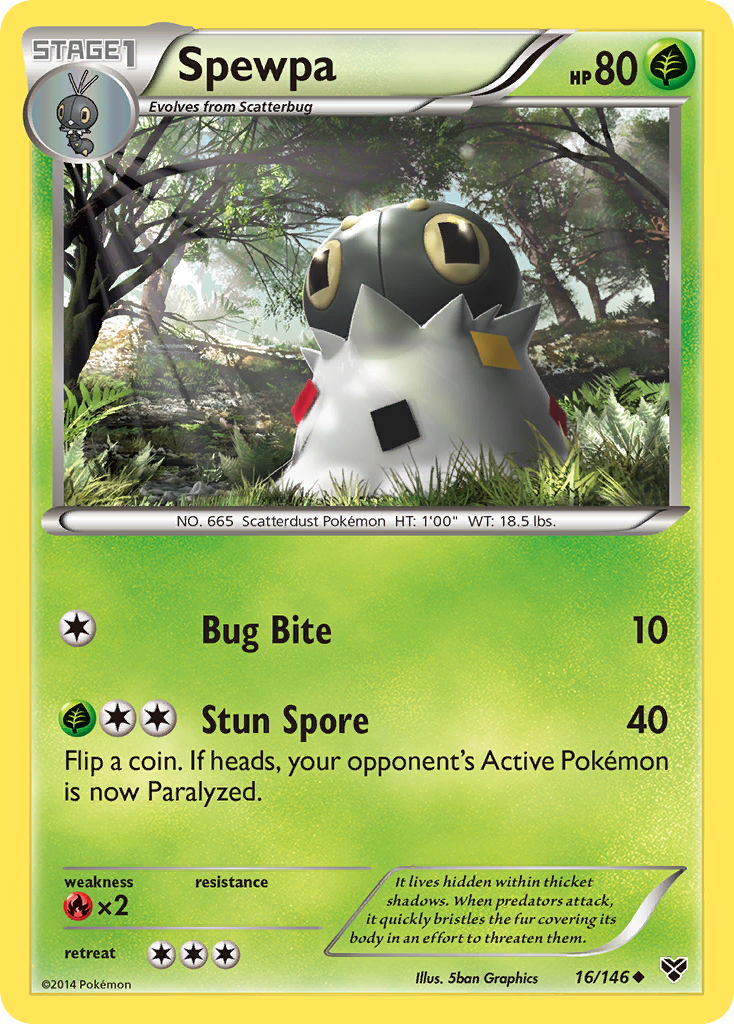 STAGE1
Spewpa
HP80
Evolves from Scatterbug
NO. 665 Scatterdust Pokémon HT: 1'00" WT: 18.5 lbs.
Bug Bite 10
Stun Spore 40
Flip a coin. If heads, your opponent's Active Pokémon
is now Paralyzed.
weakness resistance
×2
retreat
It lives hidden within thicket
shadows. When predators attack,
it quickly bristles the fur covering its
body in an effort to threaten them.
©2014 Pokémon
Illus. 5ban Graphics 16/146